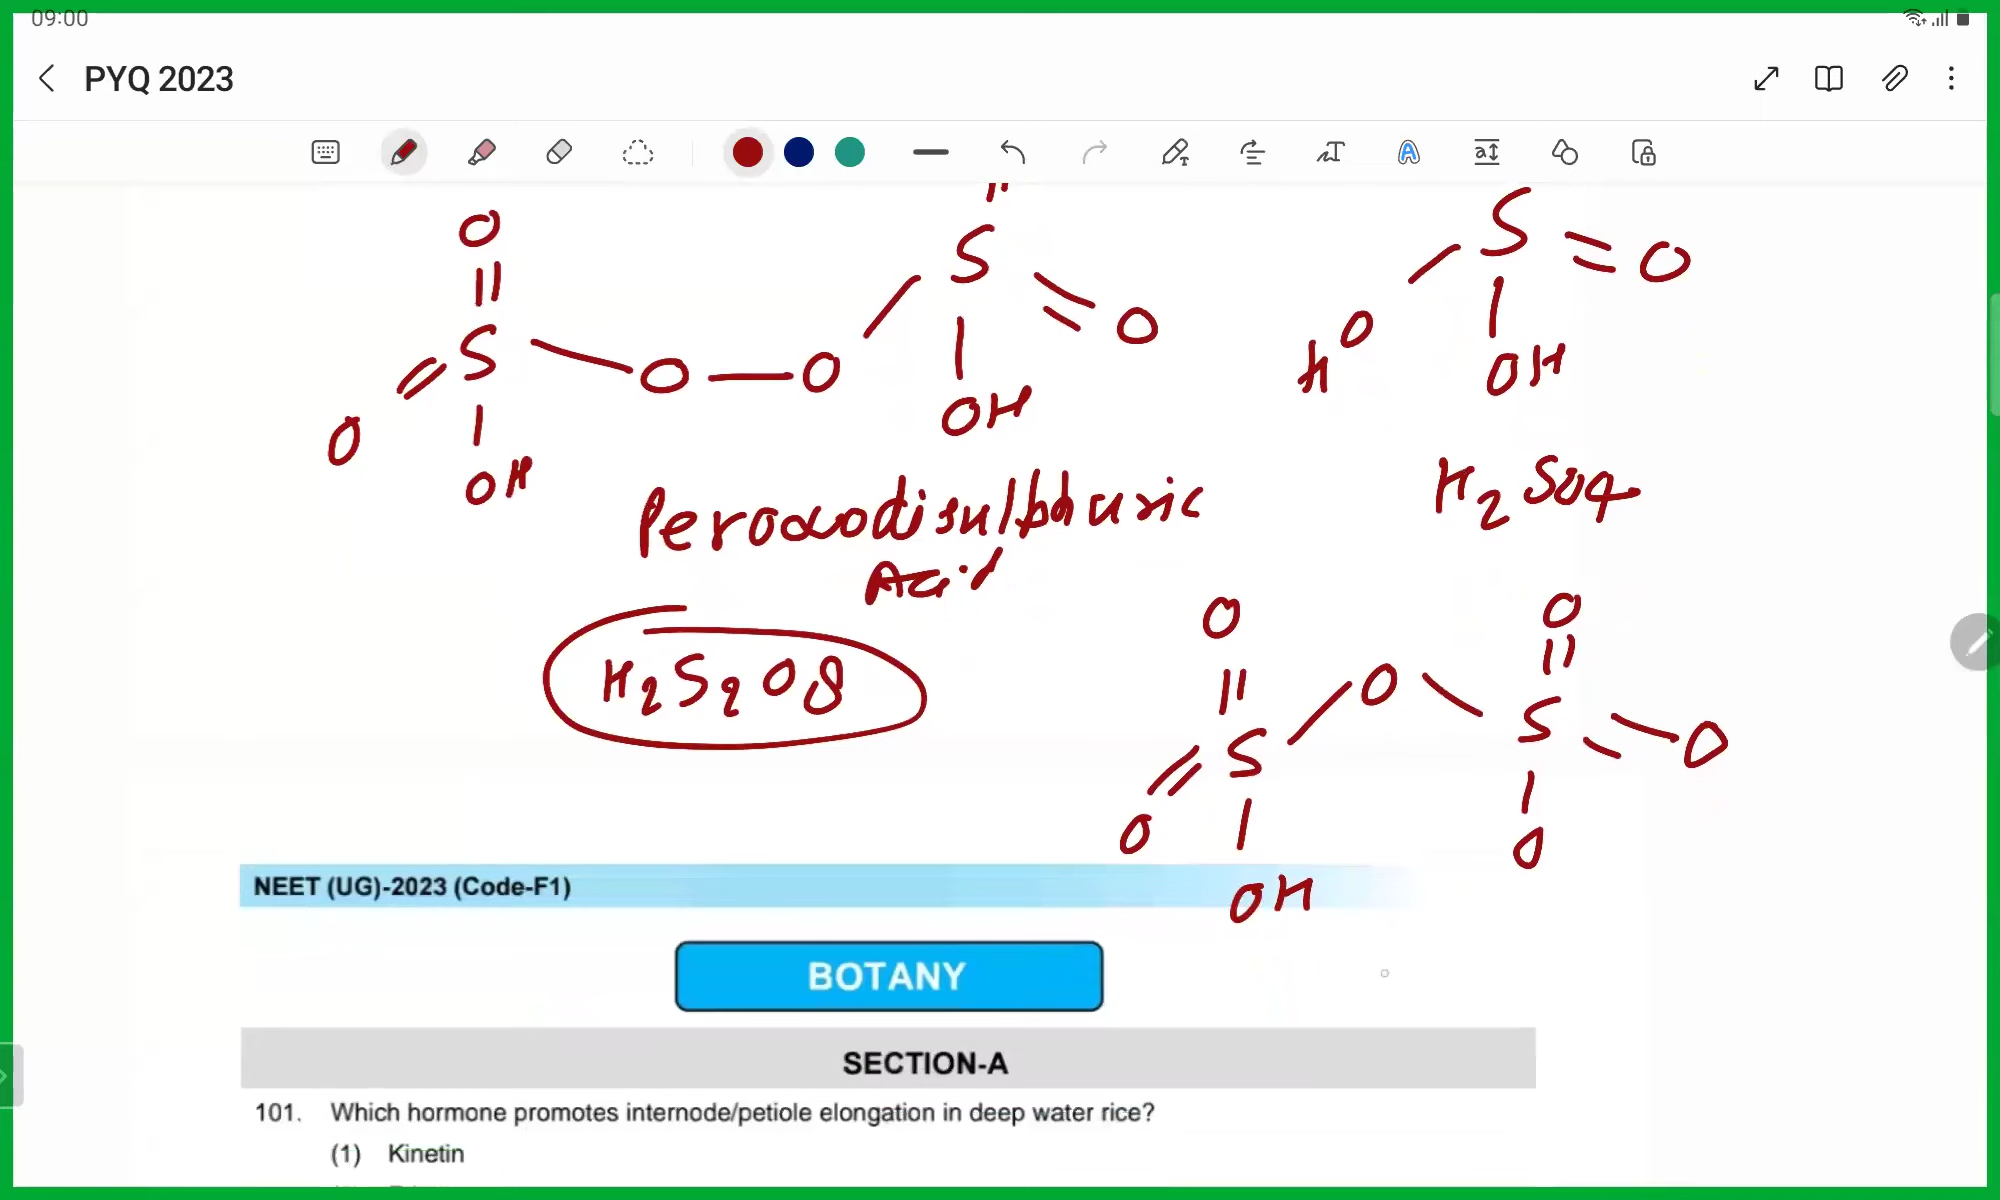 09:00
PYQ 2023
O
S
S
O
O
O
O
O
S
O
HO
OH
OH
OH
Peroxodisulphuric
Acid
H2SO4
H2S2O8
O
O
O
S
S
O
O
O
OH
NEET (UG)-2023 (Code-F1)
BOTANY
SECTION-A
101. Which hormone promotes internode/petiole elongation in deep water rice?
(1) Kinetin